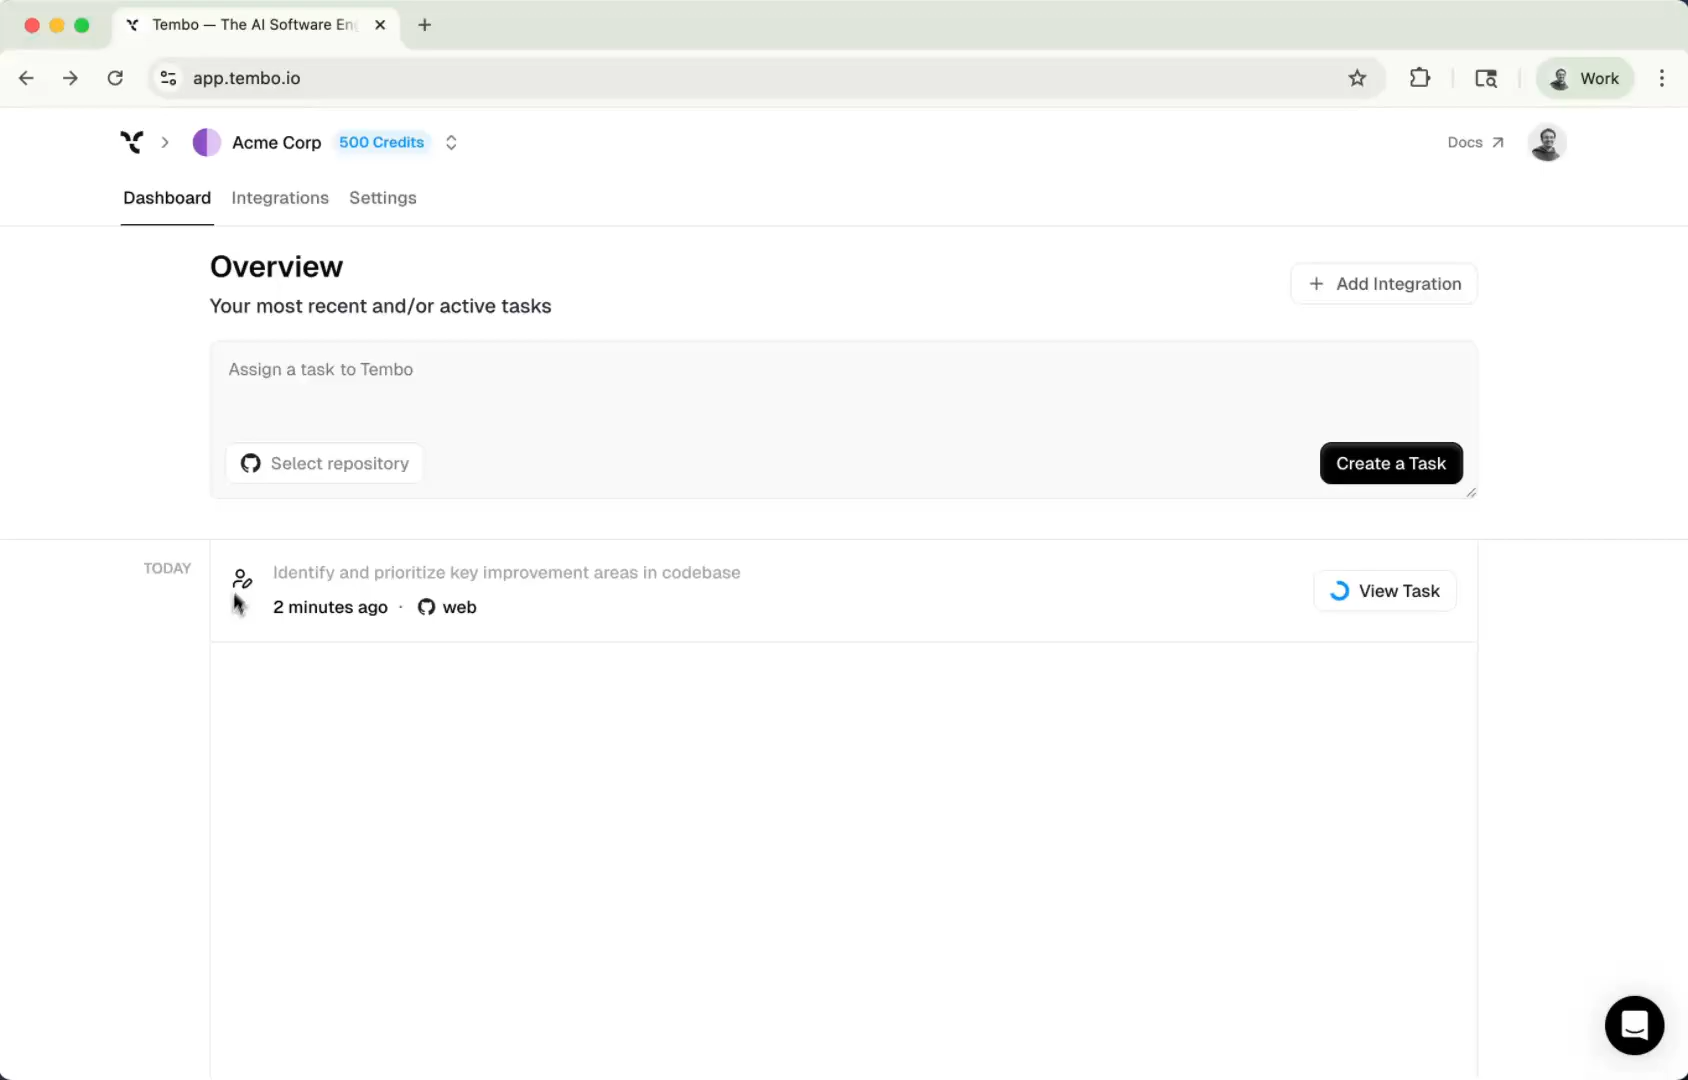 Tembo — The AI Software En
app.tembo.io
Work
Acme Corp 500 Credits
Docs
Dashboard Integrations Settings
Overview
Your most recent and/or active tasks
Add Integration
Assign a task to Tembo
Select repository
Create a Task
TODAY
Identify and prioritize key improvement areas in codebase
2 minutes ago · web
View Task